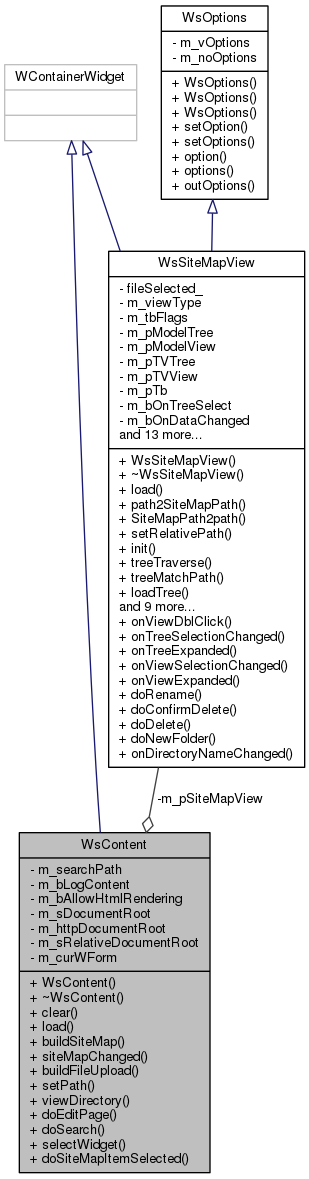 WsOptions
- m_vOptions
- m_noOptions
+ WsOptions()
+ WsOptions()
+ WsOptions()
+ setOption()
+ setOptions()
+ option()
+ options()
+ outOptions()
WContainerWidget
WsSiteMapView
- fileSelected_
- m_viewType
- m_tbFlags
- m_pModelTree
- m_pModelView
- m_pTVTree
- m_pTVView
- m_pTb
- m_bOnTreeSelect
- m_bOnDataChanged
and 13 more...
+ WsSiteMapView()
+ ~WsSiteMapView()
+ load()
+ path2SiteMapPath()
+ SiteMapPath2path()
+ setRelativePath()
+ init()
+ treeTraverse()
+ treeMatchPath()
+ loadTree()
and 9 more...
+ onViewDblClick()
+ onTreeSelectionChanged()
+ onTreeExpanded()
+ onViewSelectionChanged()
+ onViewExpanded()
+ doRename()
+ doConfirmDelete()
+ doDelete()
+ doNewFolder()
+ onDirectoryNameChanged()
-m_pSiteMapView
WsContent
- m_searchPath
- m_bLogContent
- m_bAllowHtmlRendering
- m_sDocumentRoot
- m_httpDocumentRoot
- m_sRelativeDocumentRoot
- m_curWForm
+ WsContent()
+ ~WsContent()
+ clear()
+ load()
+ buildSiteMap()
+ siteMapChanged()
+ buildFileUpload()
+ setPath()
+ viewDirectory()
+ doEditPage()
+ doSearch()
+ selectWidget()
+ doSiteMapItemSelected()